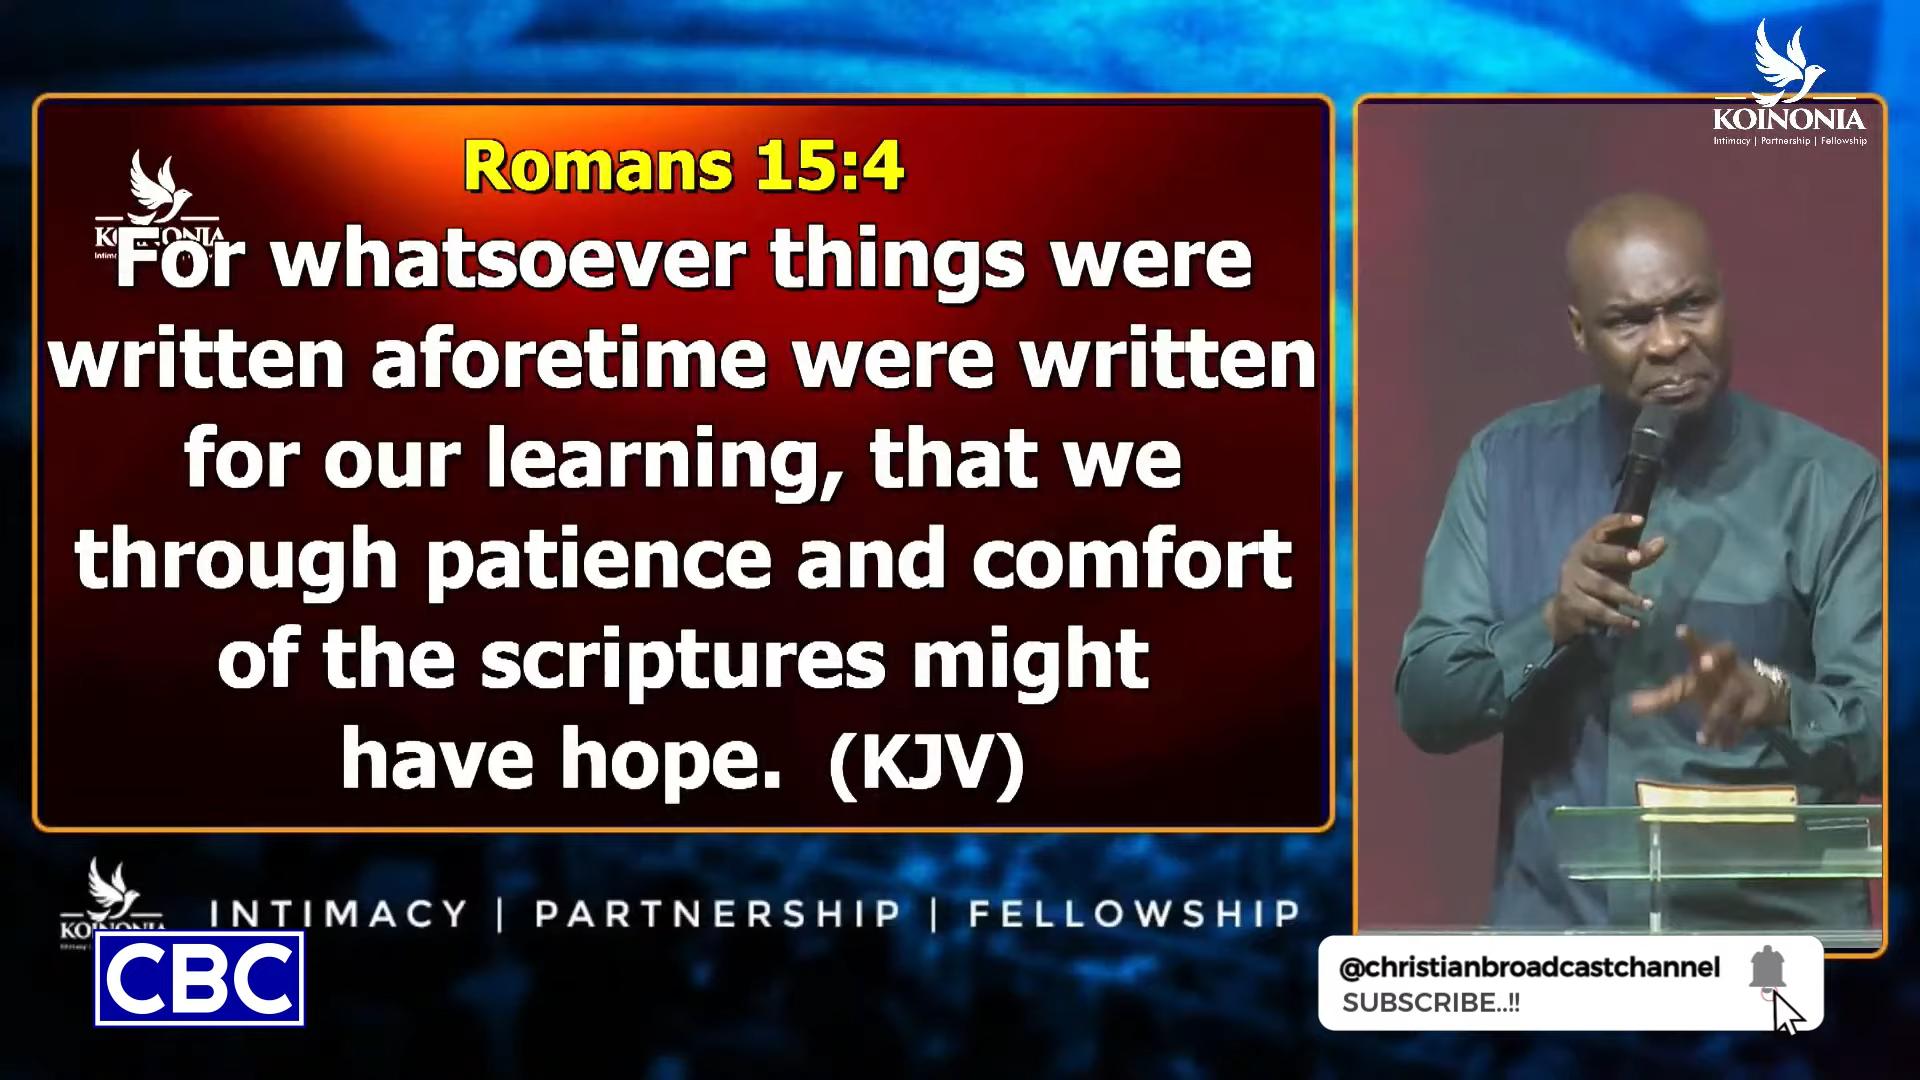 KOINONIA
Intimacy | Partnership | Fellowship
Romans 15:4
For whatsoever things were
written aforetime were written
for our learning, that we
through patience and comfort
of the scriptures might
have hope. (KJV)
INTIMACY | PARTNERSHIP | FELLOWSHIP
KOINONIA
CBC
@christianbroadcastchannel
SUBSCRIBE..!!